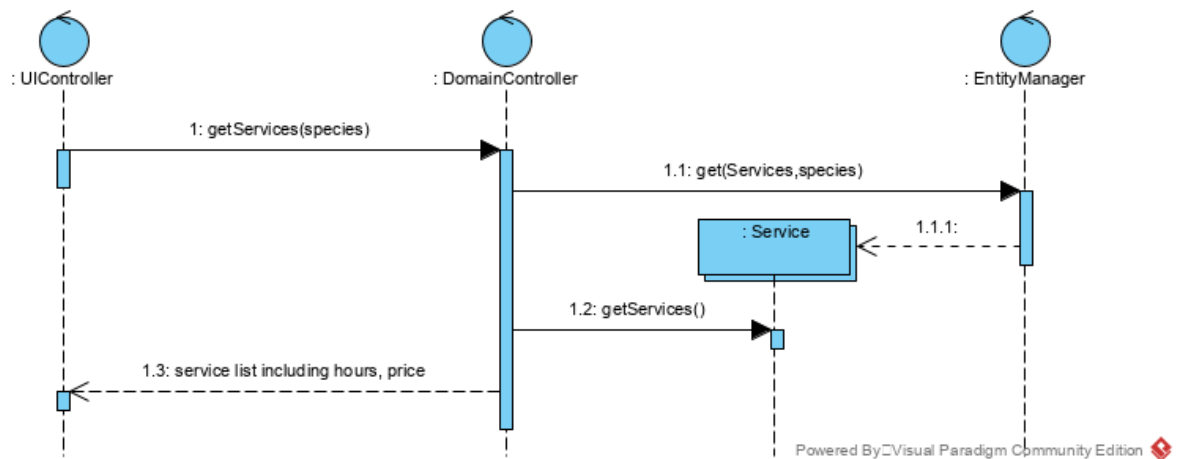 : UIController
: DomainController
: EntityManager
1: getServices(species)
1.1: get(Services,species)
: Service
1.1.1:
1.2: getServices()
1.3: service list including hours, price
Powered By□Visual Paradigm Community Edition